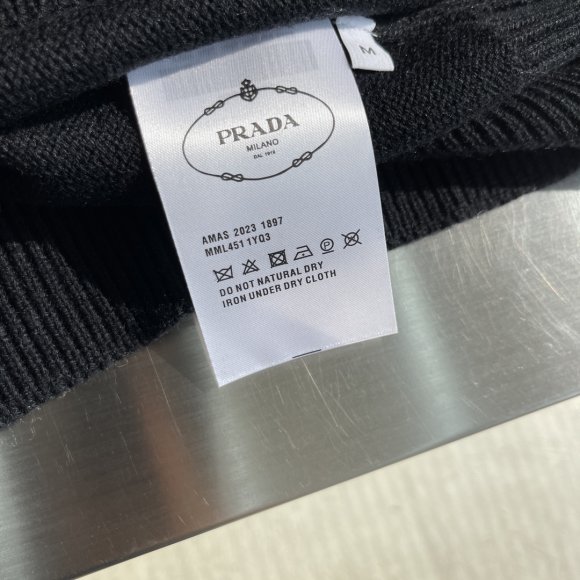 M
PRADA
MILANO
DAL 1913
AMAS 2023 1897
MML451 1YQ3
DO NOT NATURAL DRY
IRON UNDER DRY CLOTH